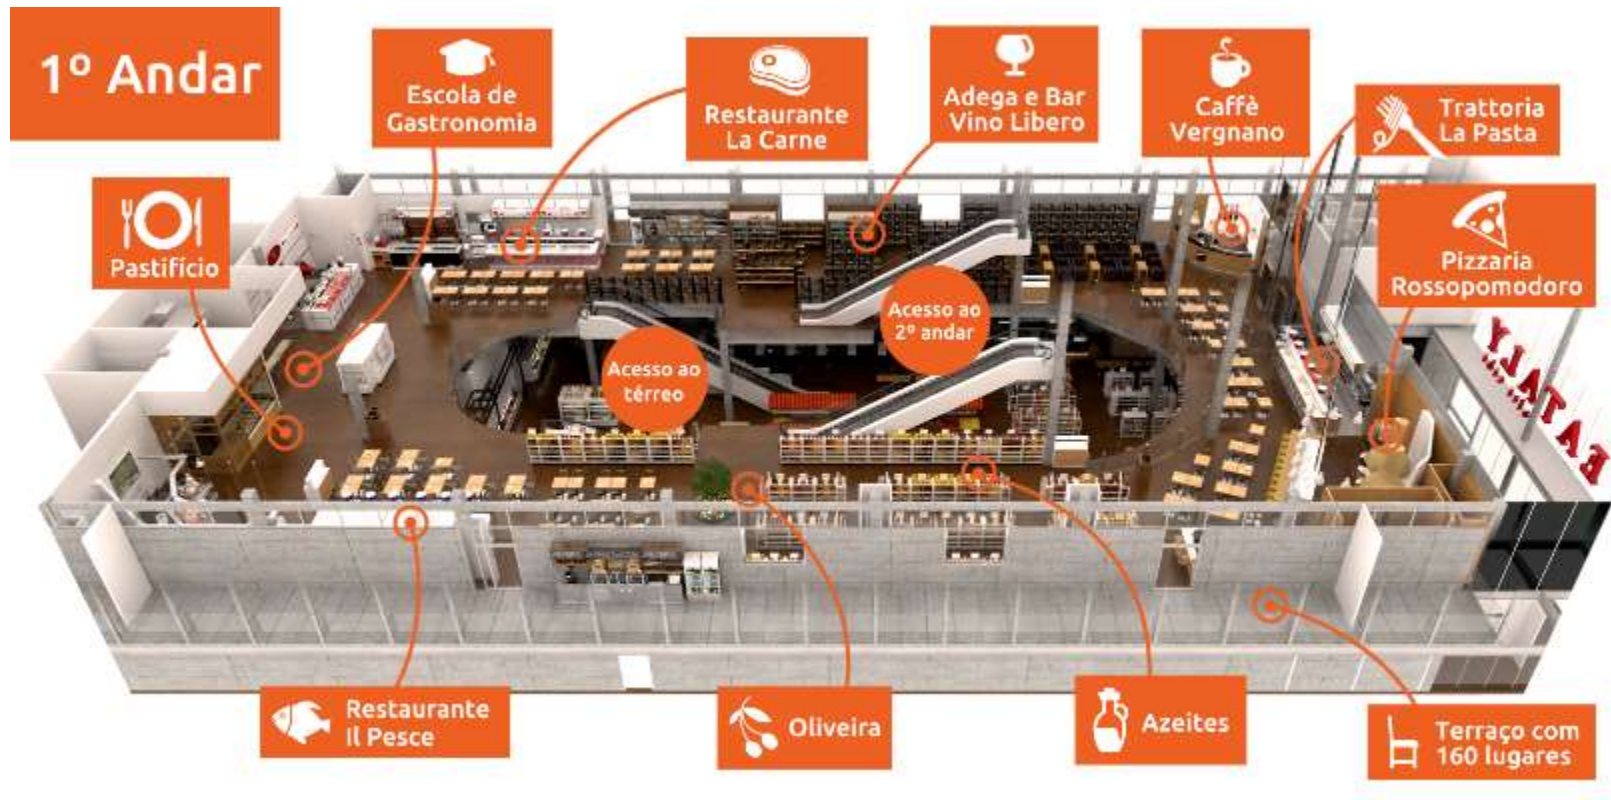 1º Andar
Escola de
Gastronomia
Restaurante
La Carne
Adega e Bar
Vino Libero
Caffè
Vergnano
Trattoria
La Pasta
Pastifício
Pizzaria
Rossopomodoro
Acesso ao
2º andar
Acesso ao
térreo
EATALY
Restaurante
Il Pesce
Oliveira
Azeites
Terraço com
160 lugares